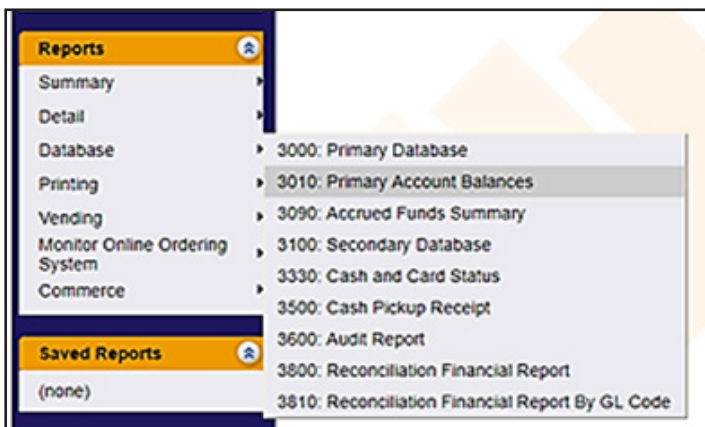 Reports
Summary
Detail
Database
Printing
Vending
Monitor Online Ordering
System
Commerce
3000: Primary Database
3010: Primary Account Balances
3090: Accrued Funds Summary
3100: Secondary Database
3330: Cash and Card Status
3500: Cash Pickup Receipt
3600: Audit Report
3800: Reconciliation Financial Report
3810: Reconciliation Financial Report By GL Code
Saved Reports
(none)